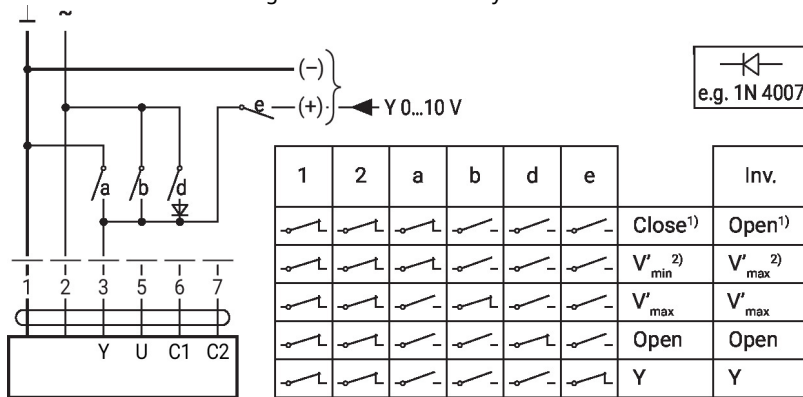 ⊥ ~
(–)
e (+) Y 0...10 V
e.g. 1N 4007
a b d
1 2 3 5 6 7
Y U C1 C2
1 2 a b d e Inv.
Close¹⁾ Open¹⁾
V'min²⁾ V'max²⁾
V'max V'max
Open Open
Y Y